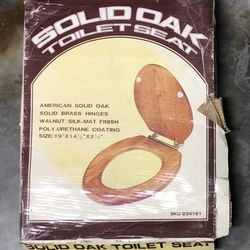 SOLID OAK
TOILET SEAT
AMERICAN SOLID OAK
SOLID BRASS HINGES
WALNUT SILK-MAT FINISH
POLY-URETHANE COATING
SIZE: 19"X14½"X2½"
SKU 234161
SOLID OAK TOILET SEAT